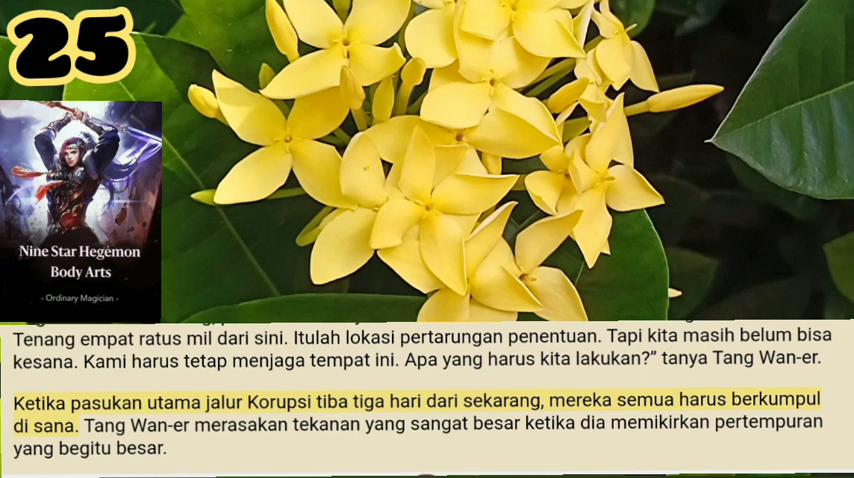 25
Nine Star Hegemon
Body Arts
- Ordinary Magician -
Tenang empat ratus mil dari sini. Itulah lokasi pertarungan penentuan. Tapi kita masih belum bisa
kesana. Kami harus tetap menjaga tempat ini. Apa yang harus kita lakukan?” tanya Tang Wan-er.
Ketika pasukan utama jalur Korupsi tiba tiga hari dari sekarang, mereka semua harus berkumpul
di sana. Tang Wan-er merasakan tekanan yang sangat besar ketika dia memikirkan pertempuran
yang begitu besar.